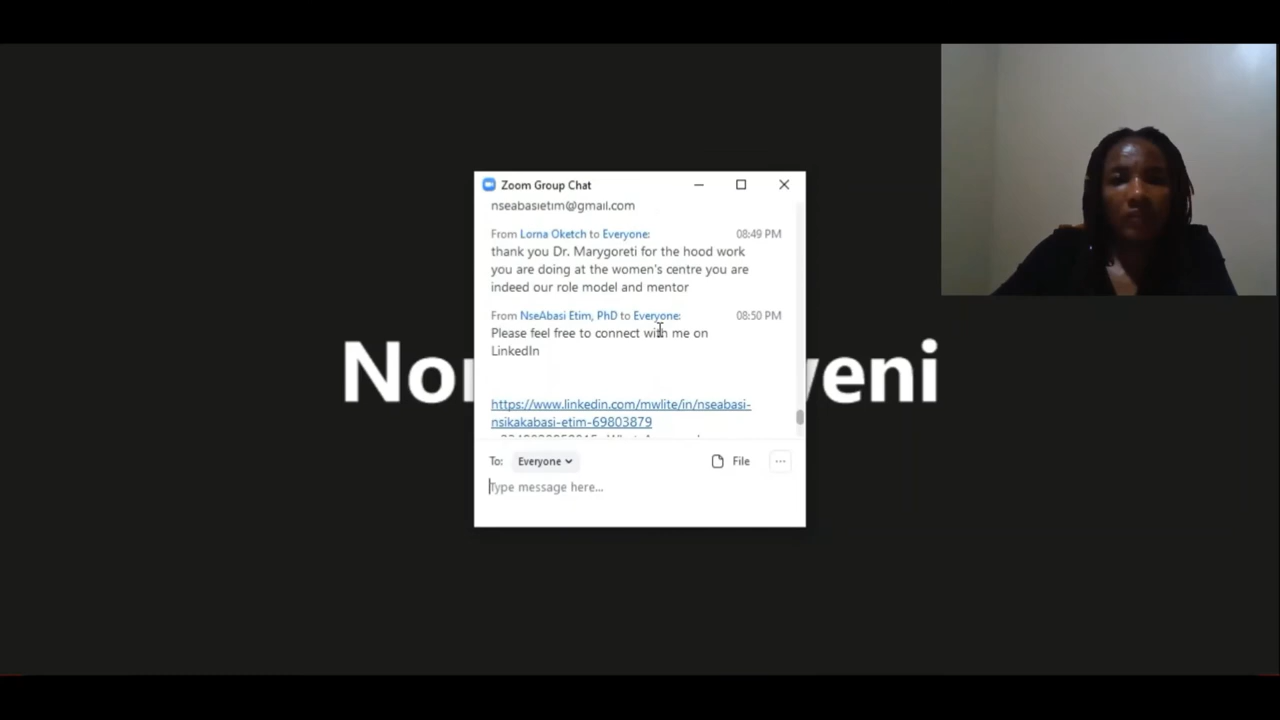 Zoom Group Chat
nseabasietim@gmail.com
From Lorna Oketch to Everyone: 08:49 PM
thank you Dr. Marygoreti for the hood work
you are doing at the women's centre you are
indeed our role model and mentor
From NseAbasi Etim, PhD to Everyone: 08:50 PM
Please feel free to connect with me on
LinkedIn
https://www.linkedin.com/mwlite/in/nseabasi-
nsikakabasi-etim-69803879
To: Everyone File
Type message here...